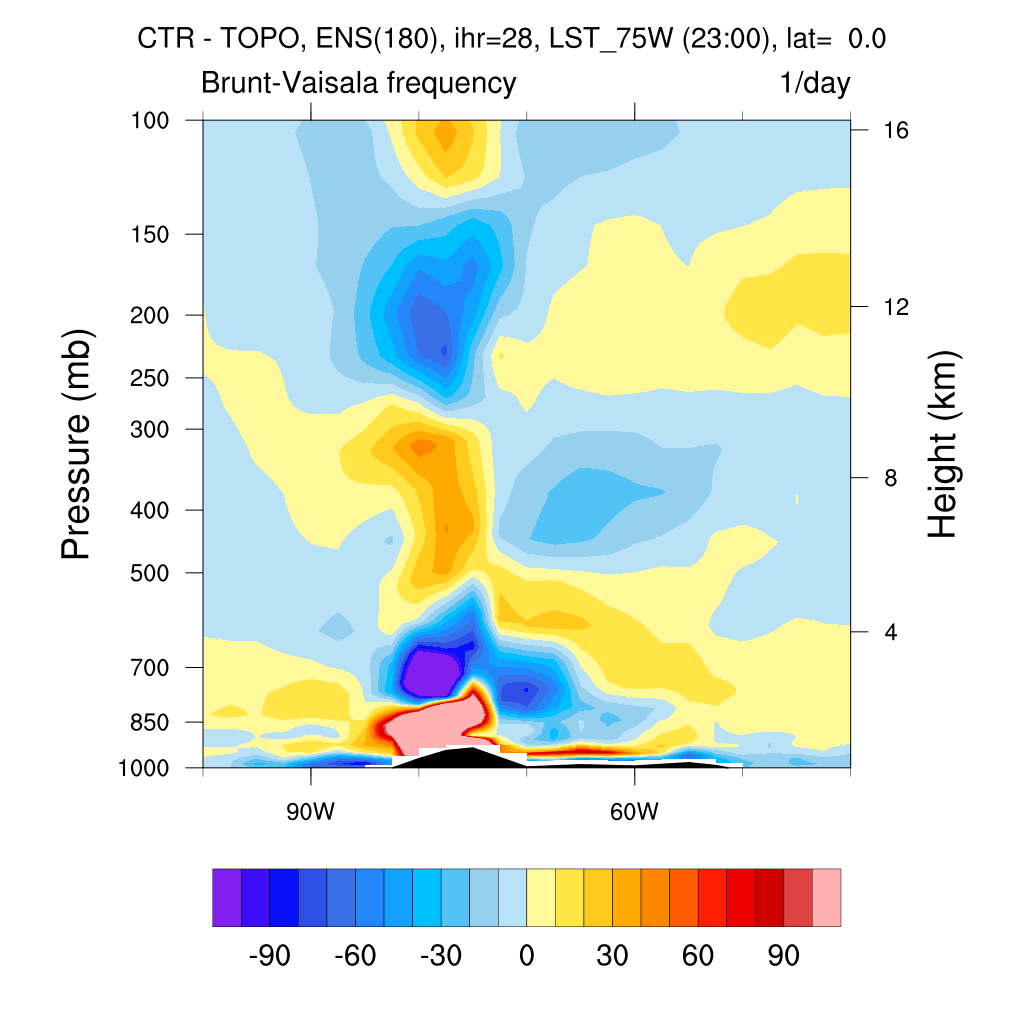 CTR - TOPO, ENS(180), ihr=28, LST_75W (23:00), lat=  0.0
Brunt-Vaisala frequency 1/day
100
150
200
250
300
400
500
700
850
1000
Pressure (mb)
16
12
8
4
Height (km)
90W 60W
-90 -60 -30 0 30 60 90